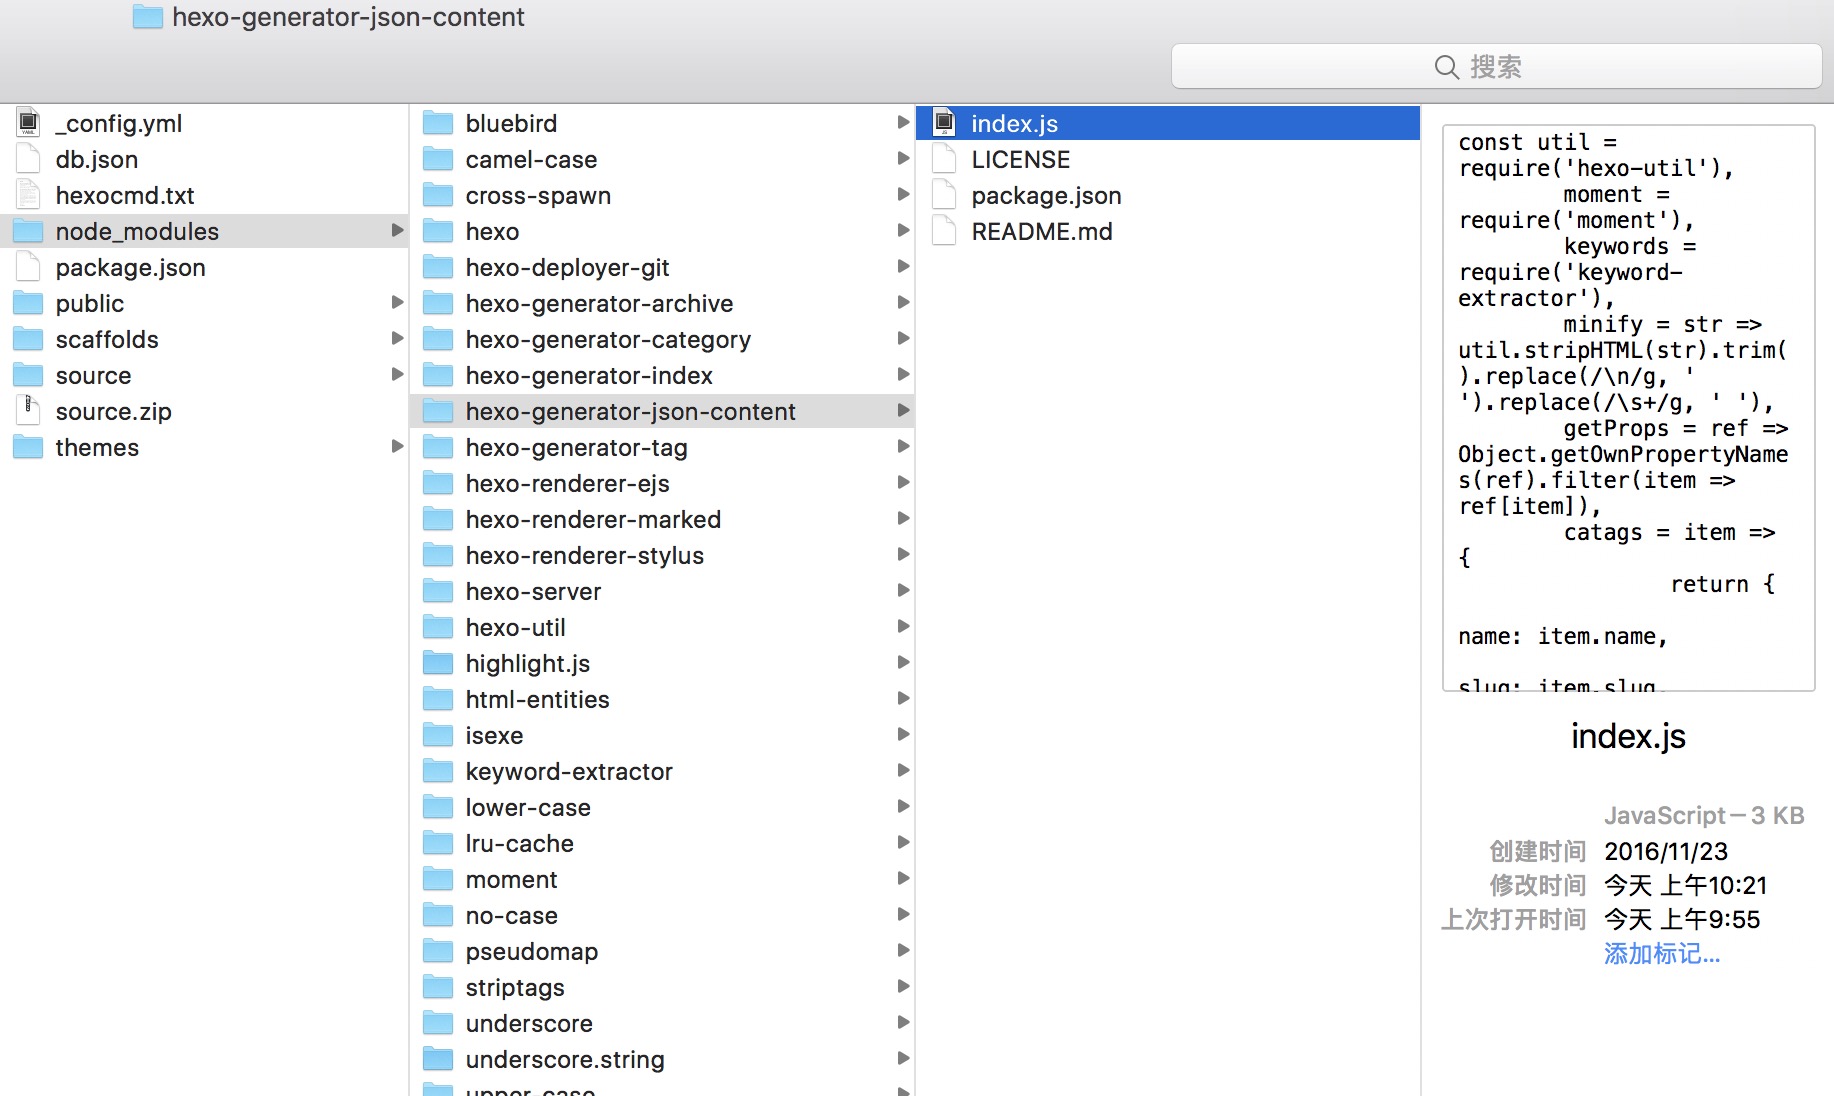 hexo-generator-json-content
搜索
_config.yml
db.json
hexocmd.txt
node_modules
package.json
public
scaffolds
source
source.zip
themes
bluebird
camel-case
cross-spawn
hexo
hexo-deployer-git
hexo-generator-archive
hexo-generator-category
hexo-generator-index
hexo-generator-json-content
hexo-generator-tag
hexo-renderer-ejs
hexo-renderer-marked
hexo-renderer-stylus
hexo-server
hexo-util
highlight.js
html-entities
isexe
keyword-extractor
lower-case
lru-cache
moment
no-case
pseudomap
striptags
underscore
underscore.string
upper-case
index.js
LICENSE
package.json
README.md
const util =
require('hexo-util'),
moment =
require('moment'),
keywords =
require('keyword-
extractor'),
minify = str =>
util.stripHTML(str).trim(
).replace(/\n/g, '
').replace(/\s+/g, ' '),
getProps = ref =>
Object.getOwnPropertyName
s(ref).filter(item =>
ref[item]),
catags = item =>
{
return {
name: item.name,
slug: item.slug,
index.js
JavaScript — 3 KB
创建时间 2016/11/23
修改时间 今天 上午10:21
上次打开时间 今天 上午9:55
添加标记...
YAML
JS